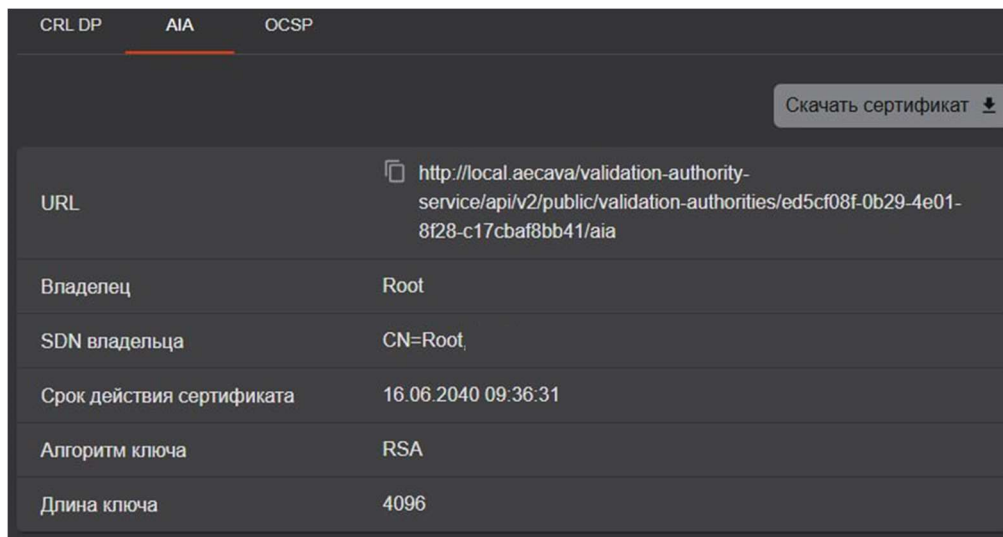 CRL DP AIA OCSP
Скачать сертификат
URL http://local.aecava/validation-authority-
service/api/v2/public/validation-authorities/ed5cf08f-0b29-4e01-
8f28-c17cbaf8bb41/aia
Владелец Root
SDN владельца CN=Root,
Срок действия сертификата 16.06.2040 09:36:31
Алгоритм ключа RSA
Длина ключа 4096